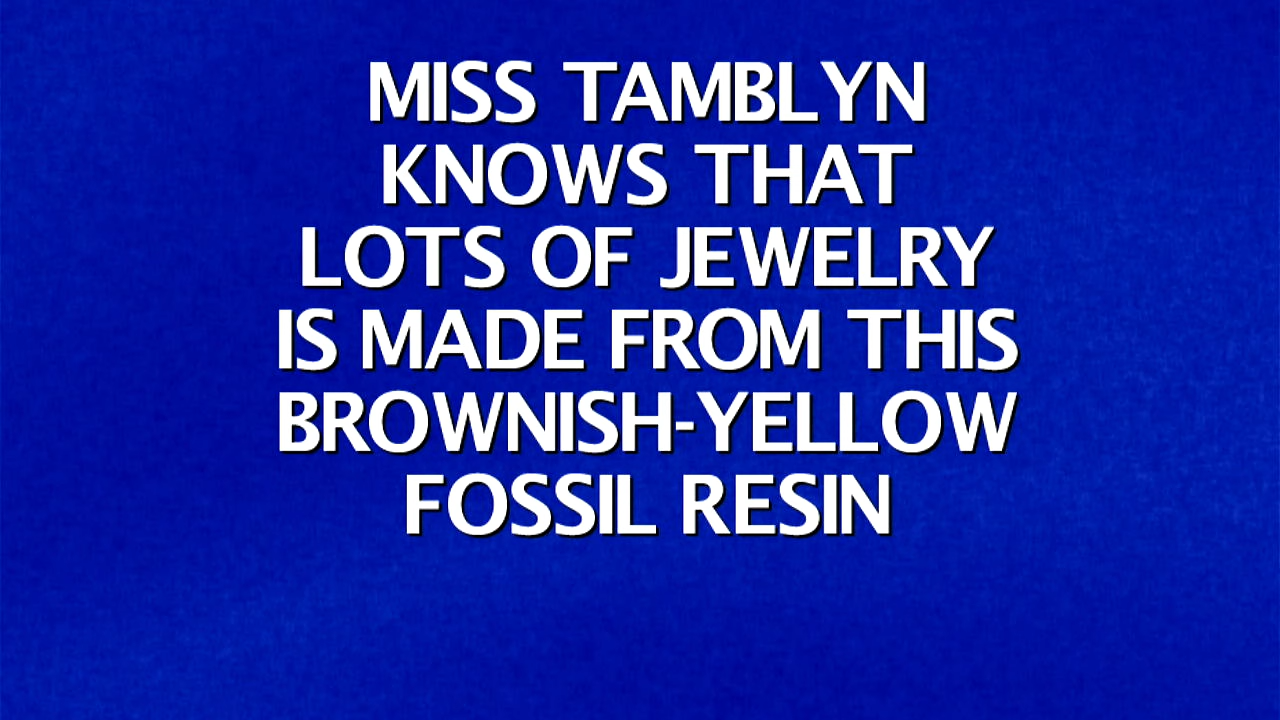 MISS TAMBLYN
KNOWS THAT
LOTS OF JEWELRY
IS MADE FROM THIS
BROWNISH-YELLOW
FOSSIL RESIN